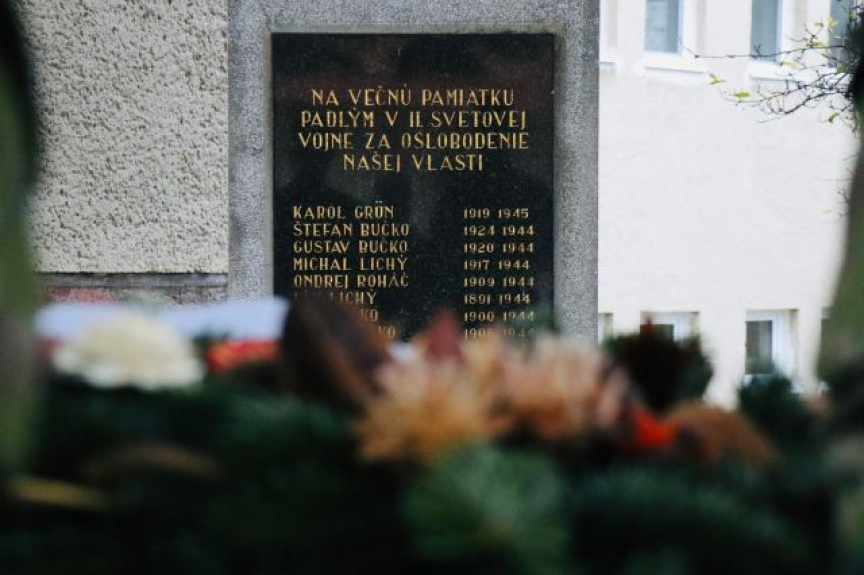 NA VEČNÚ PAMIATKU
PADLÝM V II. SVETOVEJ
VOJNE ZA OSLOBODENIE
NAŠEJ VLASTI
KAROL GRÜN 1919 1945
ŠTEFAN BUČKO 1924 1944
GUSTAV BUČKO 1920 1944
MICHAL LICHÝ 1917 1944
ONDREJ ROHÁČ 1909 1944
LICHÝ 1891 1944
1900 1944